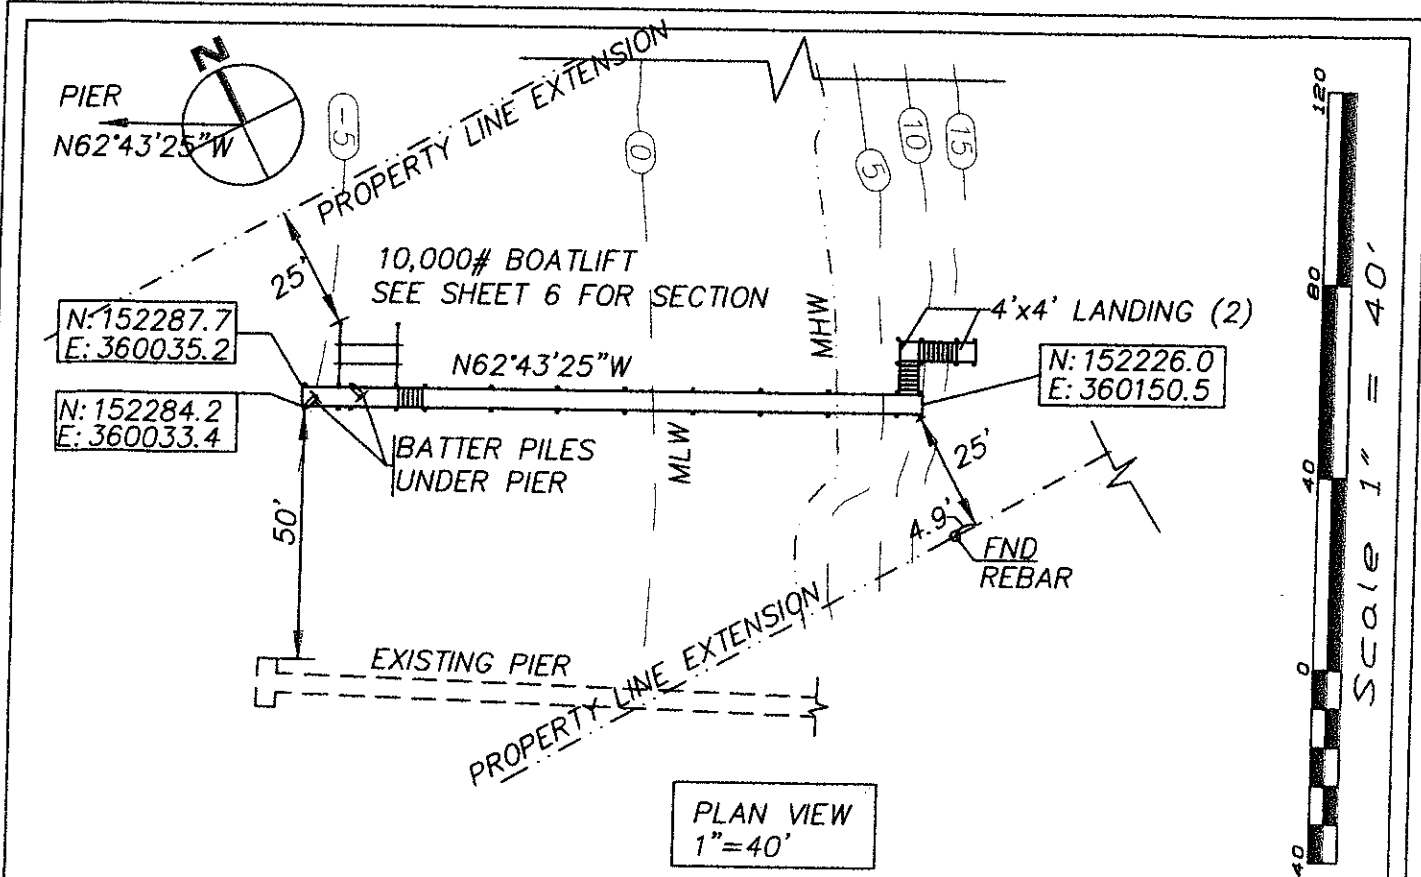 N
PIER
N62°43'25"W
PROPERTY LINE EXTENSION
-5
0
5
10
15
25'
10,000# BOATLIFT
SEE SHEET 6 FOR SECTION
N: 152287.7
E: 360035.2
N: 152284.2
E: 360033.4
N62°43'25"W
MHW
4'x4' LANDING (2)
N: 152226.0
E: 360150.5
BATTER PILES
UNDER PIER
MLW
25'
50'
4.9'
FND
REBAR
EXISTING PIER
PROPERTY LINE EXTENSION
PLAN VIEW
1"=40'
120
80
40
0
40
Scale 1" = 40'